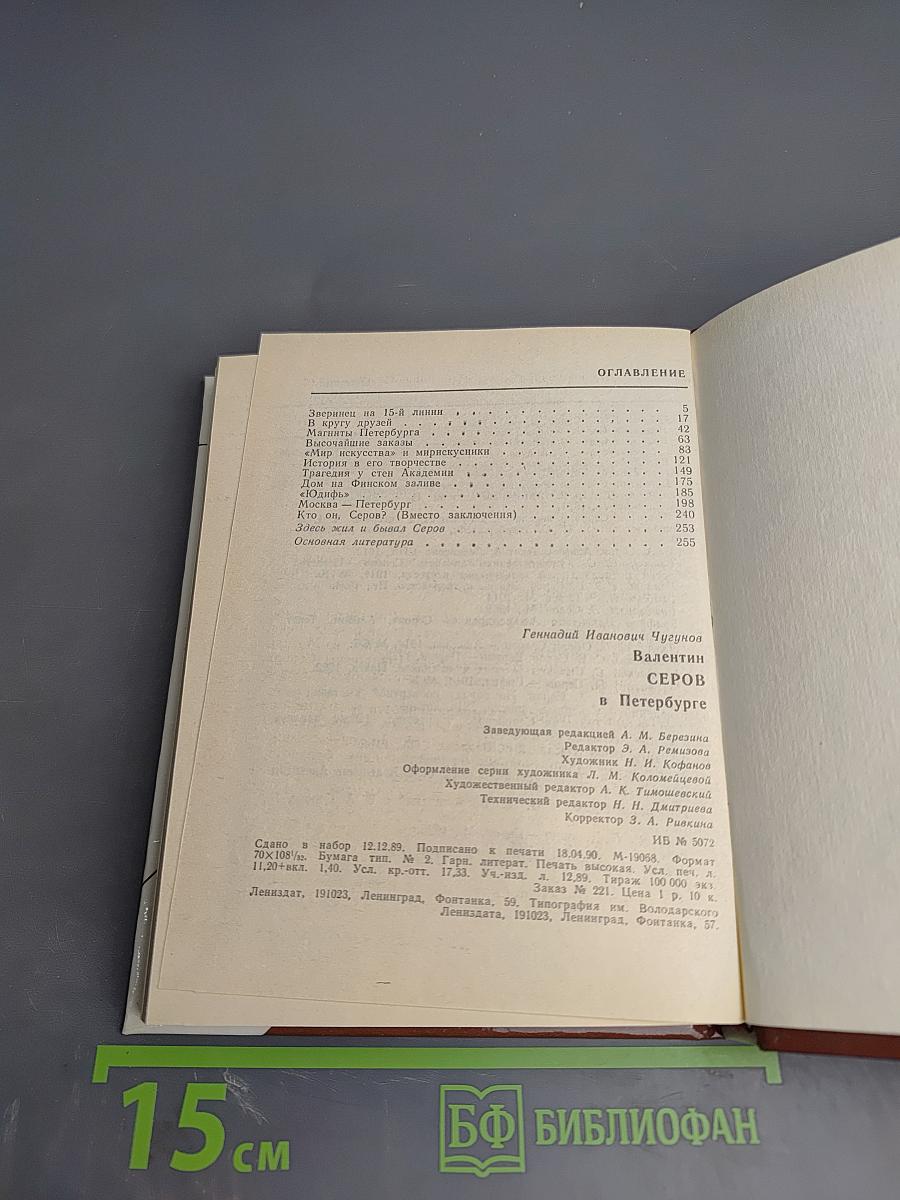 ОГЛАВЛЕНИЕ
Зверинец на 15-й линии . . . . . . . . . . . . . 5
В кругу друзей . . . . . . . . . . . . . 17
Магниты Петербурга . . . . . . . . . . . . . 42
Высочайшие заказы . . . . . . . . . . . . . 63
«Мир искусства» и мирискусники . . . . . . . . . . 83
История в его творчестве . . . . . . . . . . . . 121
Трагедия у стен Академии . . . . . . . . . . . . 149
Дом на Финском заливе . . . . . . . . . . . . 175
«Юдифь» . . . . . . . . . . . . . . . 185
Москва — Петербург . . . . . . . . . . . . . 198
Кто он, Серов? (Вместо заключения) . . . . . . . . 240
Здесь жил и бывал Серов . . . . . . . . . . . 253
Основная литература . . . . . . . . . . . . . 255
Геннадий Иванович Чугунов
Валентин
СЕРОВ
в Петербурге
Заведующая редакцией А. М. Березина
Редактор Э. А. Ремизова
Художник Н. И. Кофанов
Оформление серии художника Л. М. Коломейцевой
Художественный редактор А. К. Тимошевский
Технический редактор Н. Н. Дмитриева
Корректор З. А. Ривкина
ИБ № 5072
Сдано в набор 12.12.89. Подписано к печати 18.04.90. М-19068. Формат
70×108¹/₃₂. Бумага тип. № 2. Гарн. литерат. Печать высокая. Усл. печ. л.
11,20+вкл. 1,40. Усл. кр.-отт. 17,33. Уч.-изд. л. 12,89. Тираж 100 000 экз.
Заказ № 221. Цена 1 р. 10 к.
Лениздат, 191023, Ленинград, Фонтанка, 59. Типография им. Володарского
Лениздата, 191023, Ленинград, Фонтанка, 57.
15 см
БФ БИБЛИОФАН